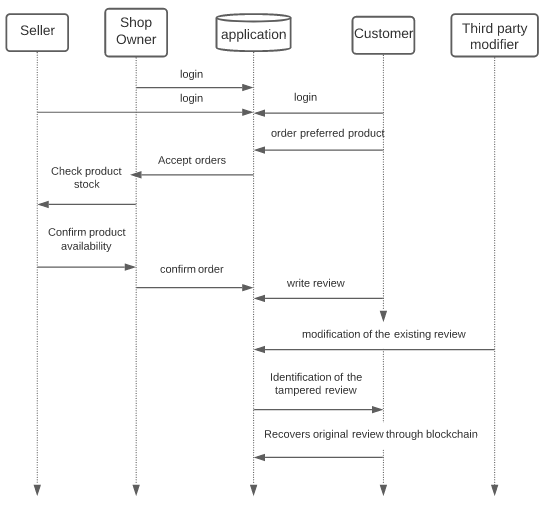 Seller
Shop
Owner
application
Customer
Third party
modifier
login
login
login
order preferred product
Accept orders
Check product
stock
Confirm product
availability
confirm order
write review
modification of the existing review
Identification of the
tampered review
Recovers original review through blockchain